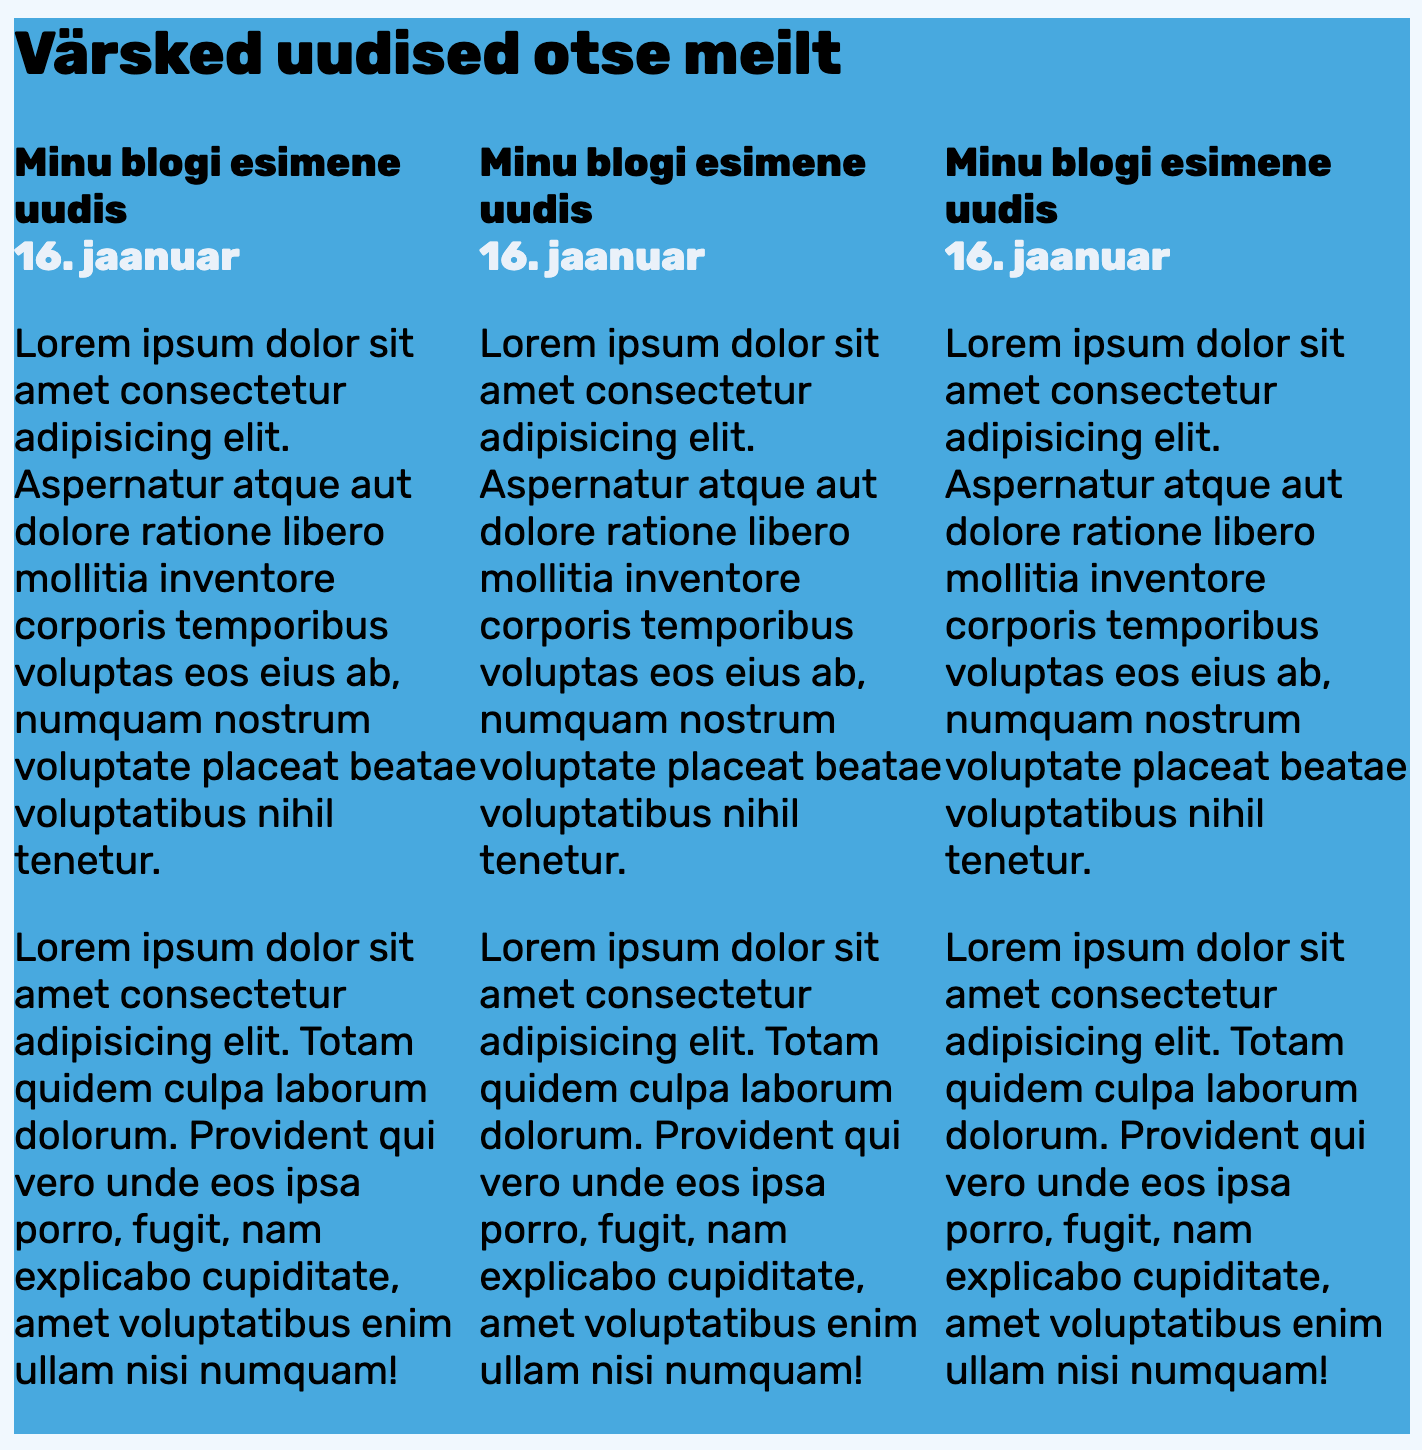 Värsked uudised otse meilt
Minu blogi esimene
uudis
16. jaanuar
Lorem ipsum dolor sit
amet consectetur
adipisicing elit.
Aspernatur atque aut
dolore ratione libero
mollitia inventore
corporis temporibus
voluptas eos eius ab,
numquam nostrum
voluptate placeat beatae
voluptatibus nihil
tenetur.
Lorem ipsum dolor sit
amet consectetur
adipisicing elit. Totam
quidem culpa laborum
dolorum. Provident qui
vero unde eos ipsa
porro, fugit, nam
explicabo cupiditate,
amet voluptatibus enim
ullam nisi numquam!
Minu blogi esimene
uudis
16. jaanuar
Lorem ipsum dolor sit
amet consectetur
adipisicing elit.
Aspernatur atque aut
dolore ratione libero
mollitia inventore
corporis temporibus
voluptas eos eius ab,
numquam nostrum
voluptate placeat beatae
voluptatibus nihil
tenetur.
Lorem ipsum dolor sit
amet consectetur
adipisicing elit. Totam
quidem culpa laborum
dolorum. Provident qui
vero unde eos ipsa
porro, fugit, nam
explicabo cupiditate,
amet voluptatibus enim
ullam nisi numquam!
Minu blogi esimene
uudis
16. jaanuar
Lorem ipsum dolor sit
amet consectetur
adipisicing elit.
Aspernatur atque aut
dolore ratione libero
mollitia inventore
corporis temporibus
voluptas eos eius ab,
numquam nostrum
voluptate placeat beatae
voluptatibus nihil
tenetur.
Lorem ipsum dolor sit
amet consectetur
adipisicing elit. Totam
quidem culpa laborum
dolorum. Provident qui
vero unde eos ipsa
porro, fugit, nam
explicabo cupiditate,
amet voluptatibus enim
ullam nisi numquam!